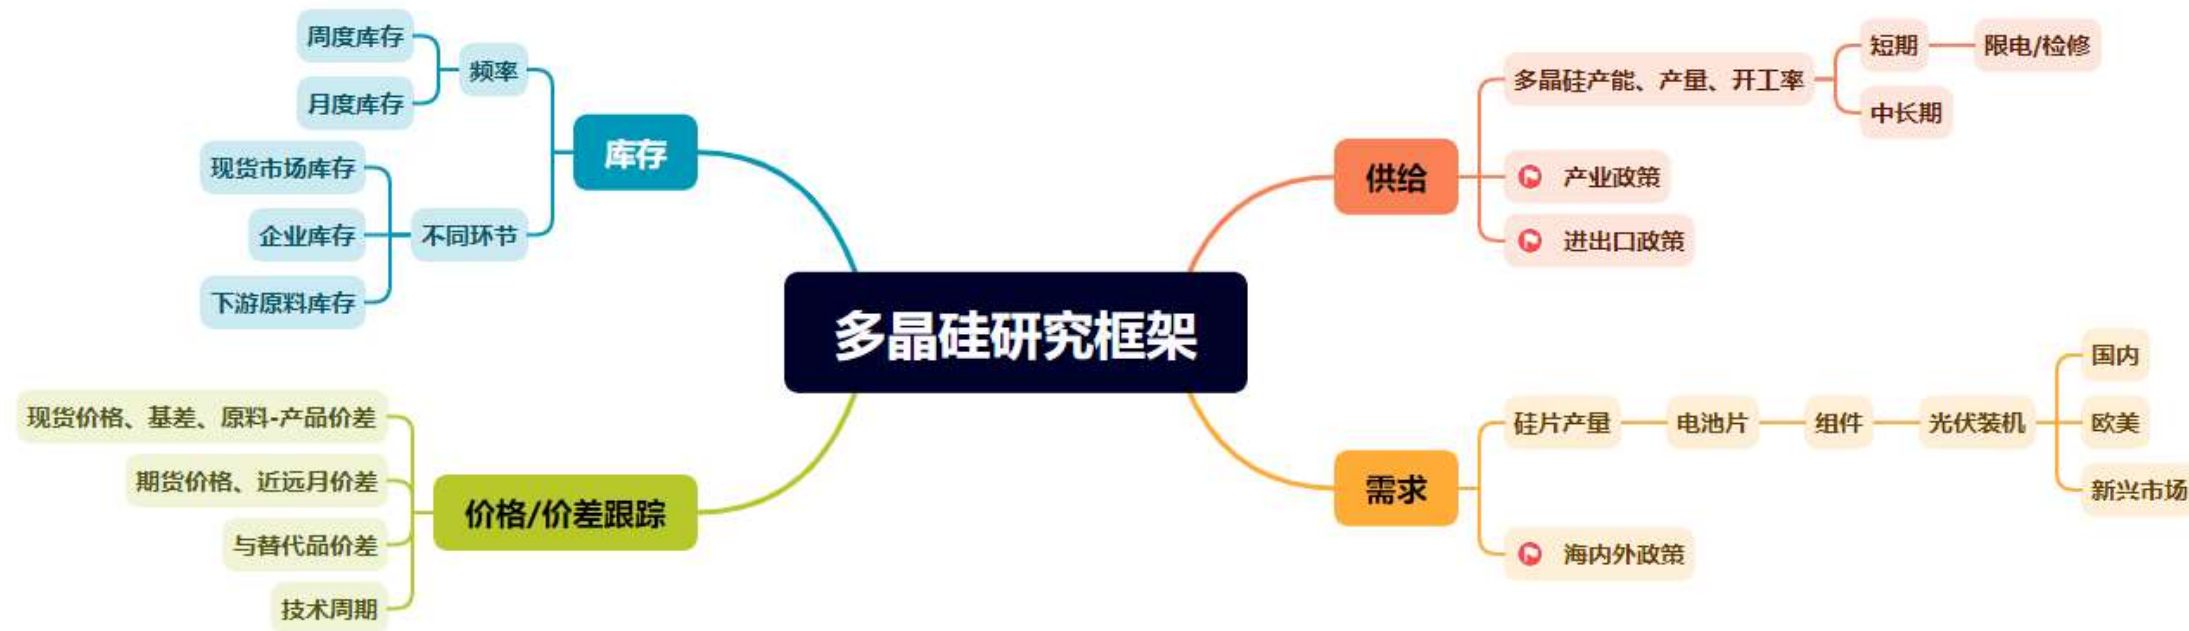 多晶硅研究框架
供给
多晶硅产能、产量、开工率
短期
限电/检修
中长期
产业政策
进出口政策
需求
硅片产量
电池片
组件
光伏装机
国内
欧美
新兴市场
海内外政策
库存
频率
周度库存
月度库存
不同环节
现货市场库存
企业库存
下游原料库存
价格/价差跟踪
现货价格、基差、原料-产品价差
期货价格、近远月价差
与替代品价差
技术周期